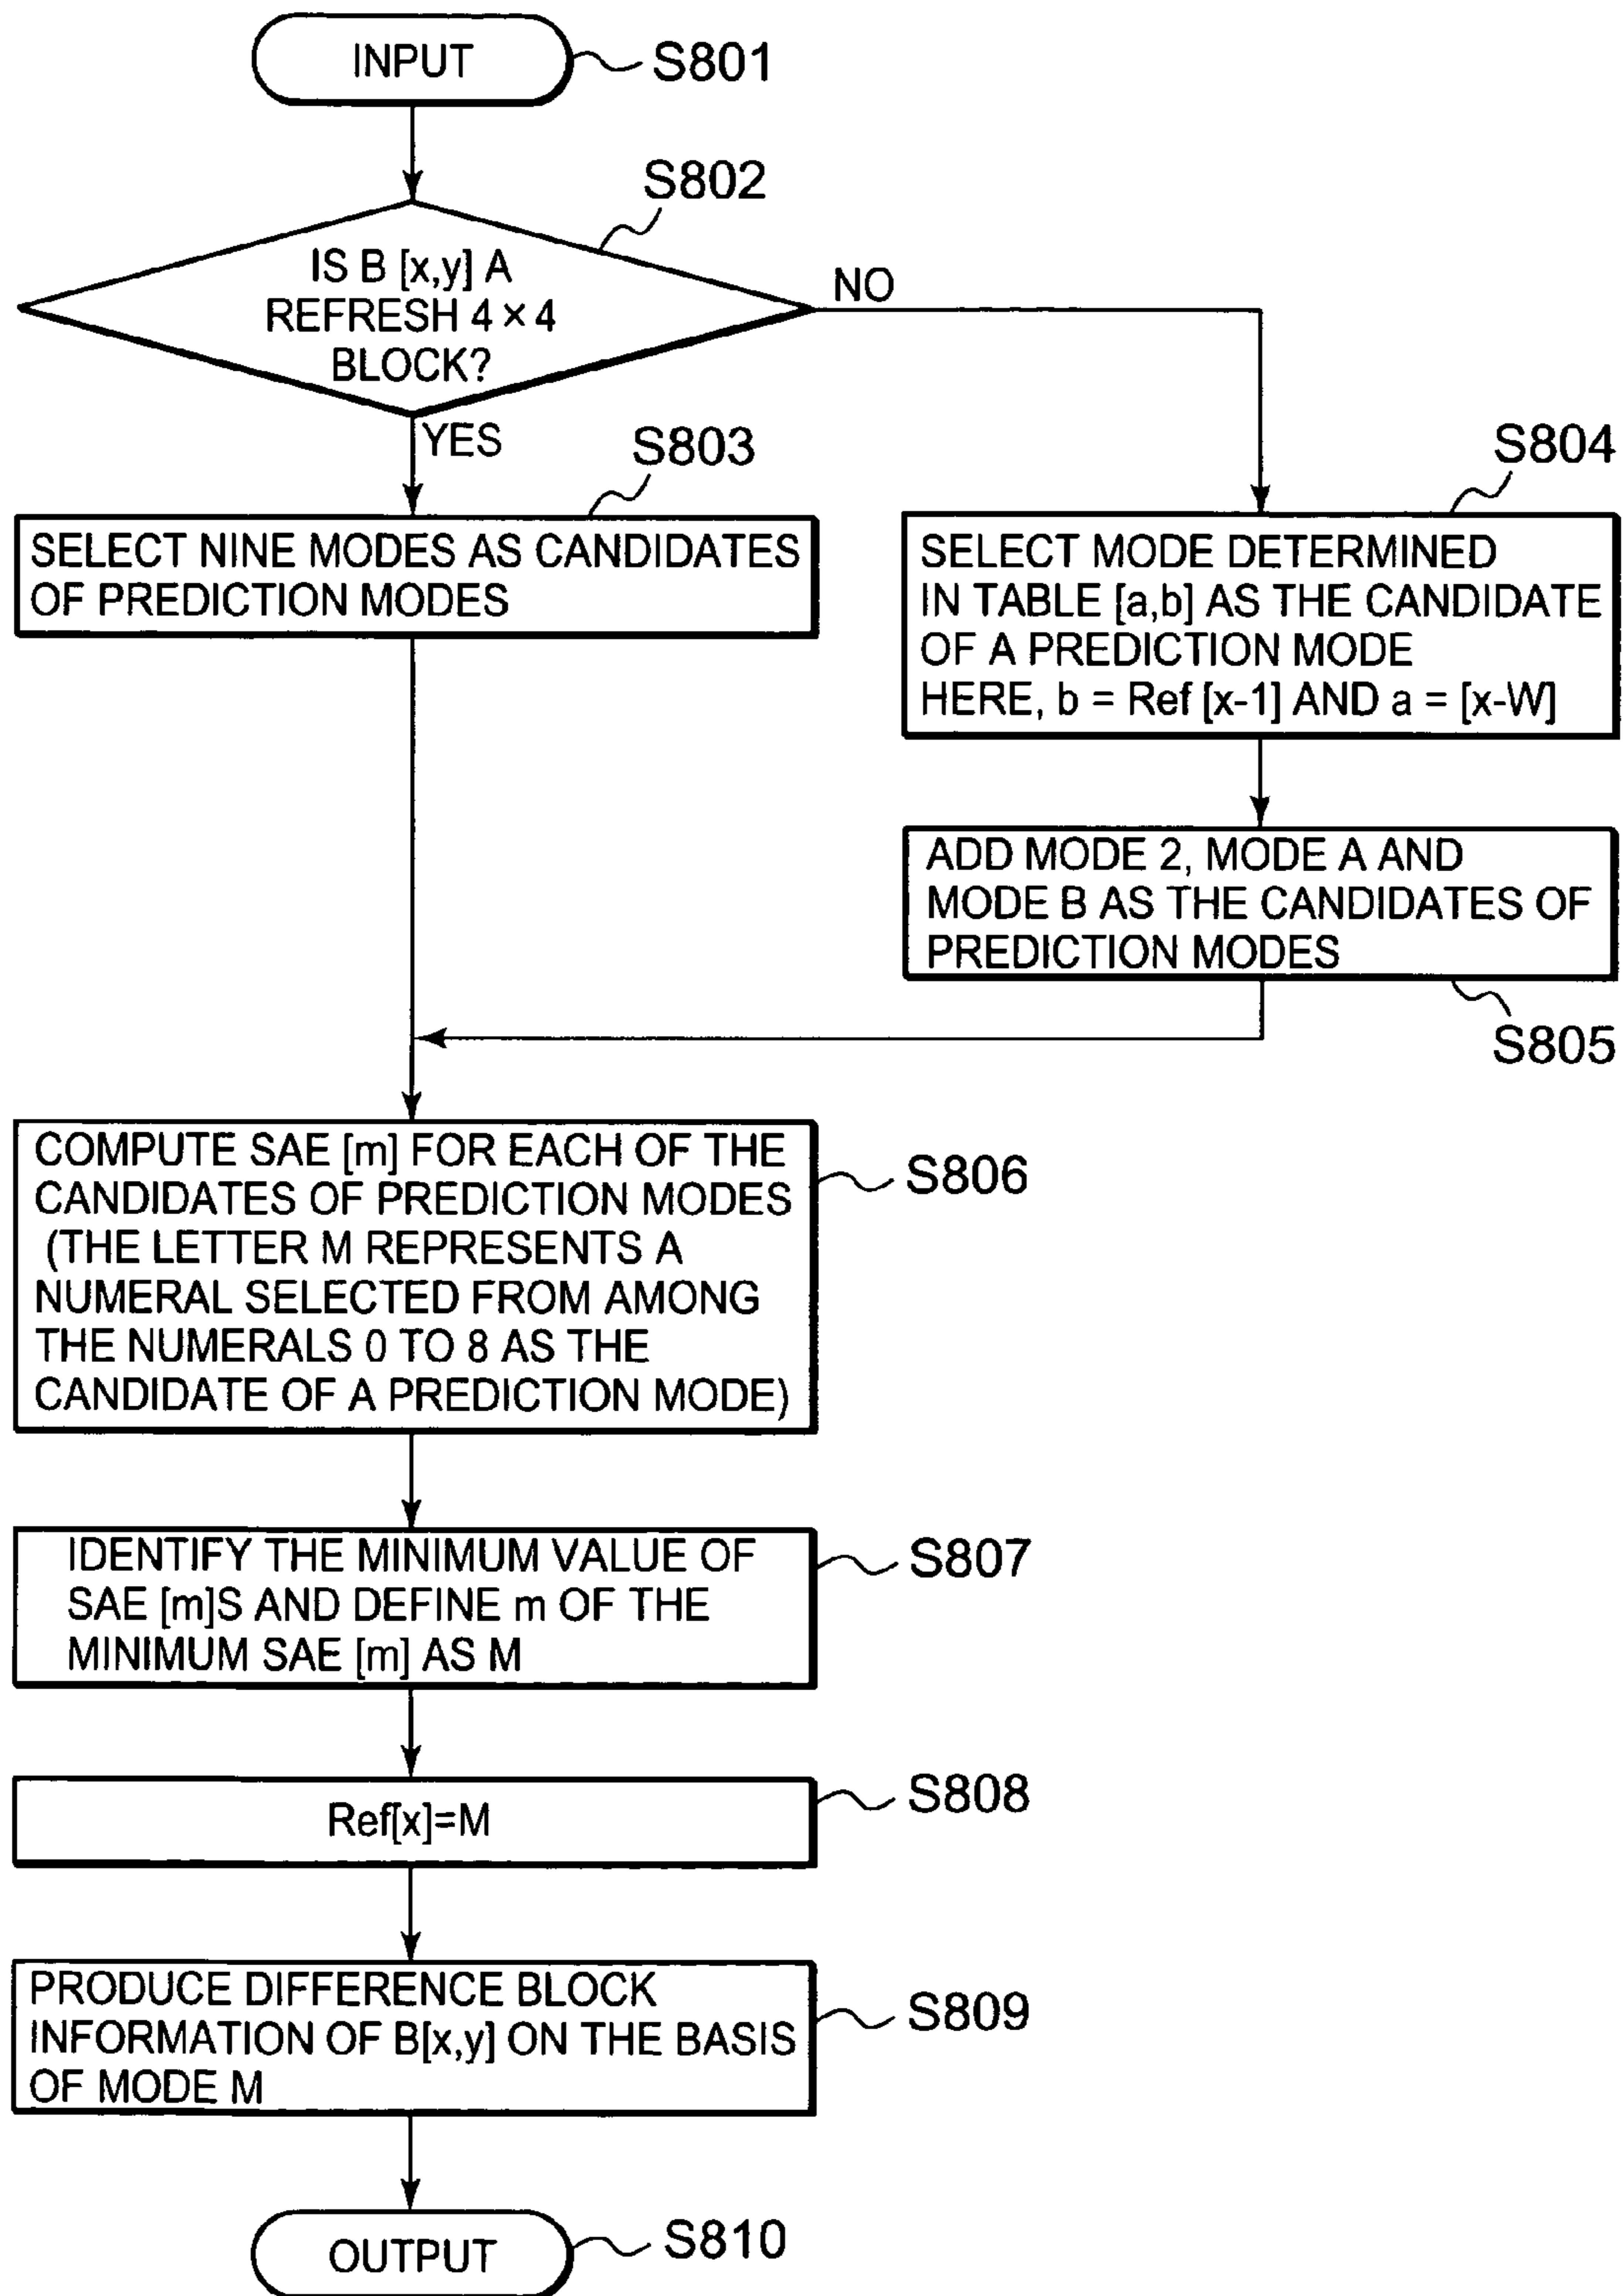 INPUT
S801
S802
IS B [x,y] A
REFRESH 4 × 4
BLOCK?
NO
YES
S803
S804
SELECT NINE MODES AS CANDIDATES
OF PREDICTION MODES
SELECT MODE DETERMINED
IN TABLE [a,b] AS THE CANDIDATE
OF A PREDICTION MODE
HERE, b = Ref [x-1] AND a = [x-W]
ADD MODE 2, MODE A AND
MODE B AS THE CANDIDATES OF
PREDICTION MODES
S805
COMPUTE SAE [m] FOR EACH OF THE
CANDIDATES OF PREDICTION MODES
(THE LETTER M REPRESENTS A
NUMERAL SELECTED FROM AMONG
THE NUMERALS 0 TO 8 AS THE
CANDIDATE OF A PREDICTION MODE)
S806
IDENTIFY THE MINIMUM VALUE OF
SAE [m]S AND DEFINE m OF THE
MINIMUM SAE [m] AS M
S807
Ref[x]=M
S808
PRODUCE DIFFERENCE BLOCK
INFORMATION OF B[x,y] ON THE BASIS
OF MODE M
S809
OUTPUT
S810